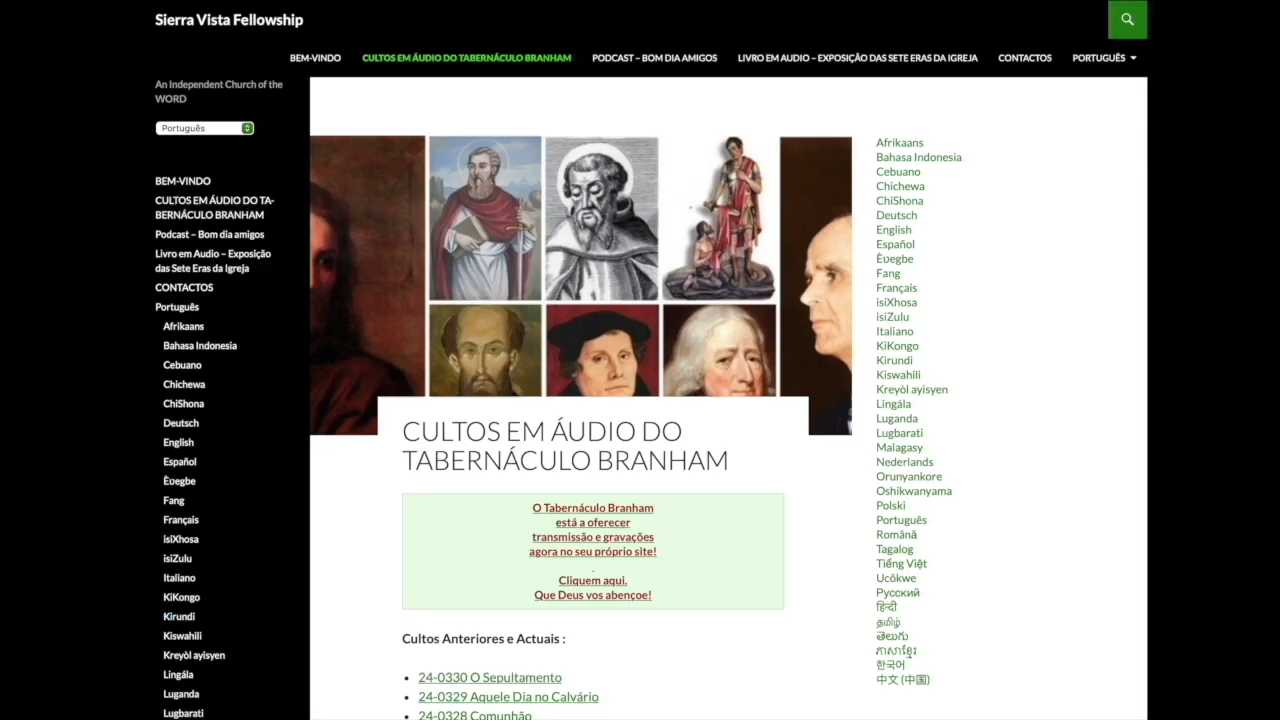 Sierra Vista Fellowship
BEM-VINDO
CULTOS EM ÁUDIO DO TABERNÁCULO BRANHAM
PODCAST – BOM DIA AMIGOS
LIVRO EM AUDIO – EXPOSIÇÃO DAS SETE ERAS DA IGREJA
CONTACTOS
PORTUGUÊS
An Independent Church of the
WORD
Português
BEM-VINDO
CULTOS EM ÁUDIO DO TA-
BERNÁCULO BRANHAM
Podcast – Bom dia amigos
Livro em Audio – Exposição
das Sete Eras da Igreja
CONTACTOS
Português
Afrikaans
Bahasa Indonesia
Cebuano
Chichewa
ChiShona
Deutsch
English
Español
Èʋegbe
Fang
Français
isiXhosa
isiZulu
Italiano
KiKongo
Kirundi
Kiswahili
Kreyòl ayisyen
Lingála
Luganda
Lugbarati
CULTOS EM ÁUDIO DO
TABERNÁCULO BRANHAM
O Tabernáculo Branham
está a oferecer
transmissão e gravações
agora no seu próprio site!
.
Cliquem aqui.
Que Deus vos abençoe!
Cultos Anteriores e Actuais :
24-0330 O Sepultamento
24-0329 Aquele Dia no Calvário
24-0328 Comunhão
Afrikaans
Bahasa Indonesia
Cebuano
Chichewa
ChiShona
Deutsch
English
Español
Èʋegbe
Fang
Français
isiXhosa
isiZulu
Italiano
KiKongo
Kirundi
Kiswahili
Kreyòl ayisyen
Lingála
Luganda
Lugbarati
Malagasy
Nederlands
Orunyankore
Oshikwanyama
Polski
Português
Română
Tagalog
Tiếng Việt
Ucôkwe
Русский
हिन्दी
தமிழ்
తెలుగు
ភាសាខ្មែរ
한국어
中文 (中国)